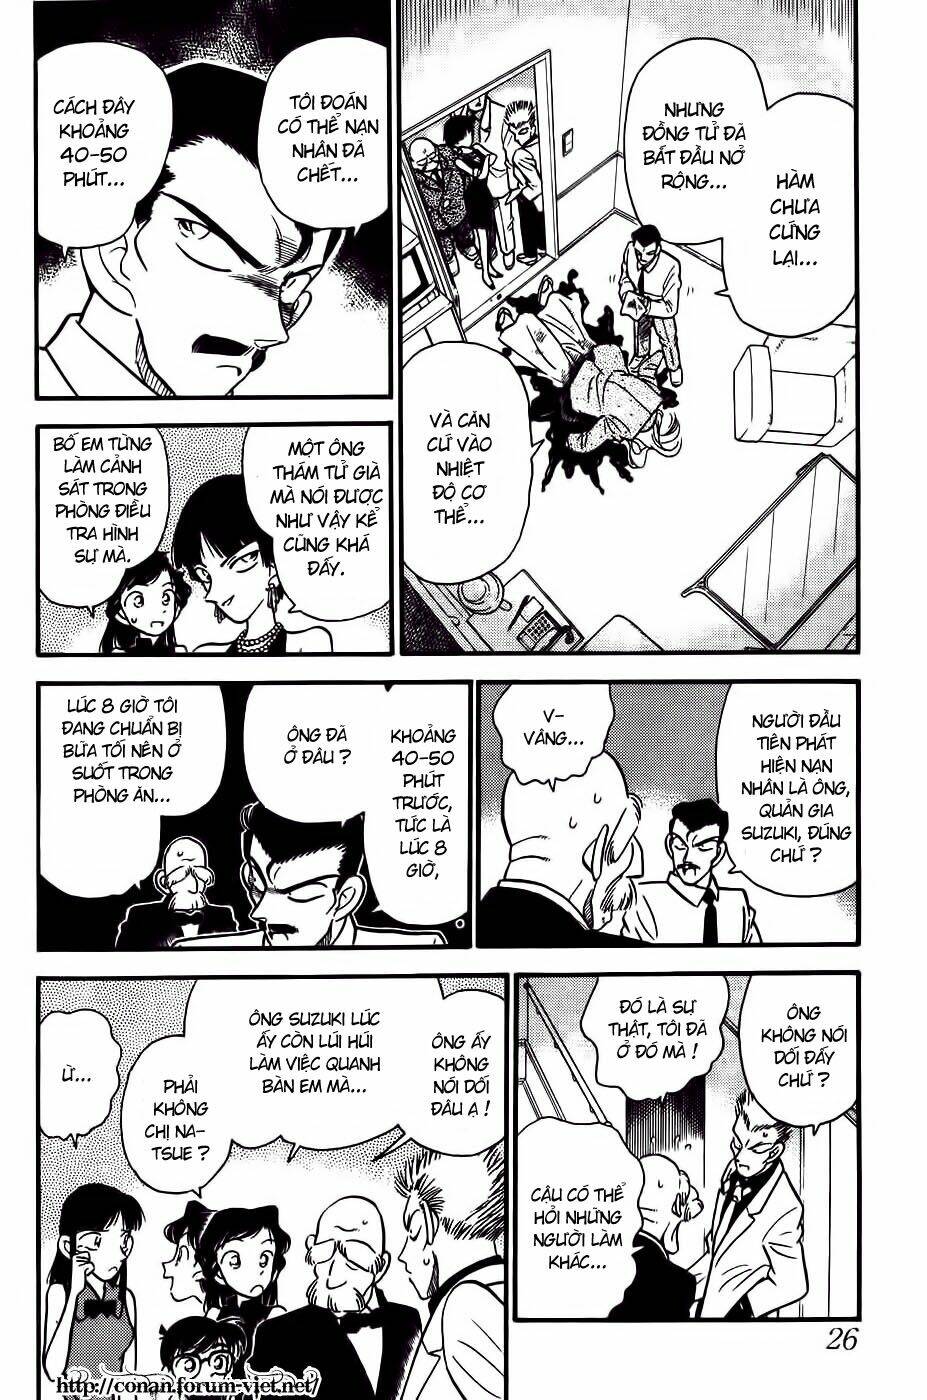 HÀM
CHƯA
CỨNG
LẠI...
NHƯNG
ĐỒNG TỬ ĐÃ
BẮT ĐẦU NỞ
RỘNG...
VÀ CĂN
CỨ VÀO
NHIỆT
ĐỘ CƠ
THỂ...
TÔI ĐOÁN
CÓ THỂ NẠN
NHÂN ĐÃ
CHẾT...
CÁCH ĐÂY
KHOẢNG
40-50
PHÚT...
MỘT ÔNG
THÁM TỬ GIÀ
MÀ NÓI ĐƯỢC
NHƯ VẬY KỂ
CŨNG KHÁ
ĐẤY.
BỐ EM TỪNG
LÀM CẢNH
SÁT TRONG
PHÒNG ĐIỀU
TRA HÌNH
SỰ MÀ.
NGƯỜI ĐẦU
TIÊN PHÁT
HIỆN NẠN
NHÂN LÀ ÔNG,
QUẢN GIA
SUZUKI, ĐÚNG
CHỨ ?
V-
VÂNG...
KHOẢNG
40-50
PHÚT
TRƯỚC,
TỨC LÀ
LÚC 8
GIỜ,
ÔNG ĐÃ
Ở ĐÂU ?
LÚC 8 GIỜ TÔI
ĐANG CHUẨN BỊ
BỮA TỐI NÊN Ở
SUỐT TRONG
PHÒNG ĂN...
ÔNG
KHÔNG NÓI
DỐI ĐẤY
CHỨ ?
ĐÓ LÀ SỰ
THẬT, TÔI ĐÃ
Ở ĐÓ MÀ !
CẬU CÓ THỂ
HỎI NHỮNG
NGƯỜI LÀM
KHÁC...
ÔNG ẤY
KHÔNG
NÓI DỐI
ĐÂU Ạ !
ÔNG SUZUKI LÚC
ẤY CÒN LÚI HÚI
LÀM VIỆC QUANH
BÀN EM MÀ...
PHẢI
KHÔNG
CHỊ NA-
TSUE ?
Ừ...
26
http://conan.forum-viet.net/